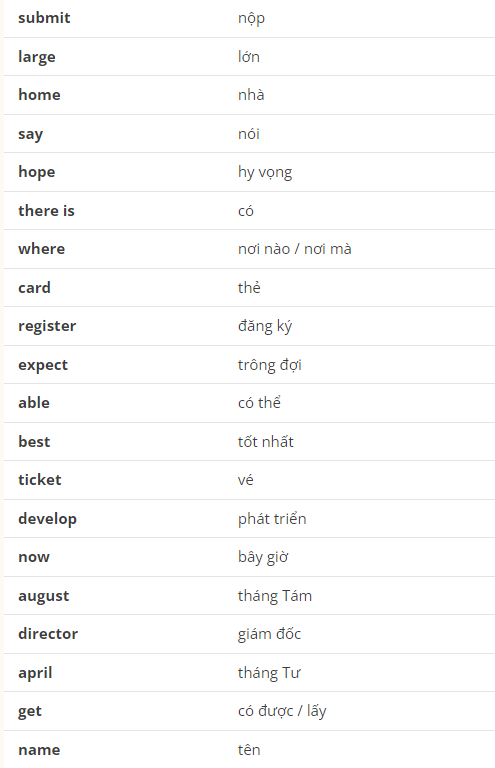 submit nộp
large lớn
home nhà
say nói
hope hy vọng
there is có
where nơi nào / nơi mà
card thẻ
register đăng ký
expect trông đợi
able có thể
best tốt nhất
ticket vé
develop phát triển
now bây giờ
august tháng Tám
director giám đốc
april tháng Tư
get có được / lấy
name tên